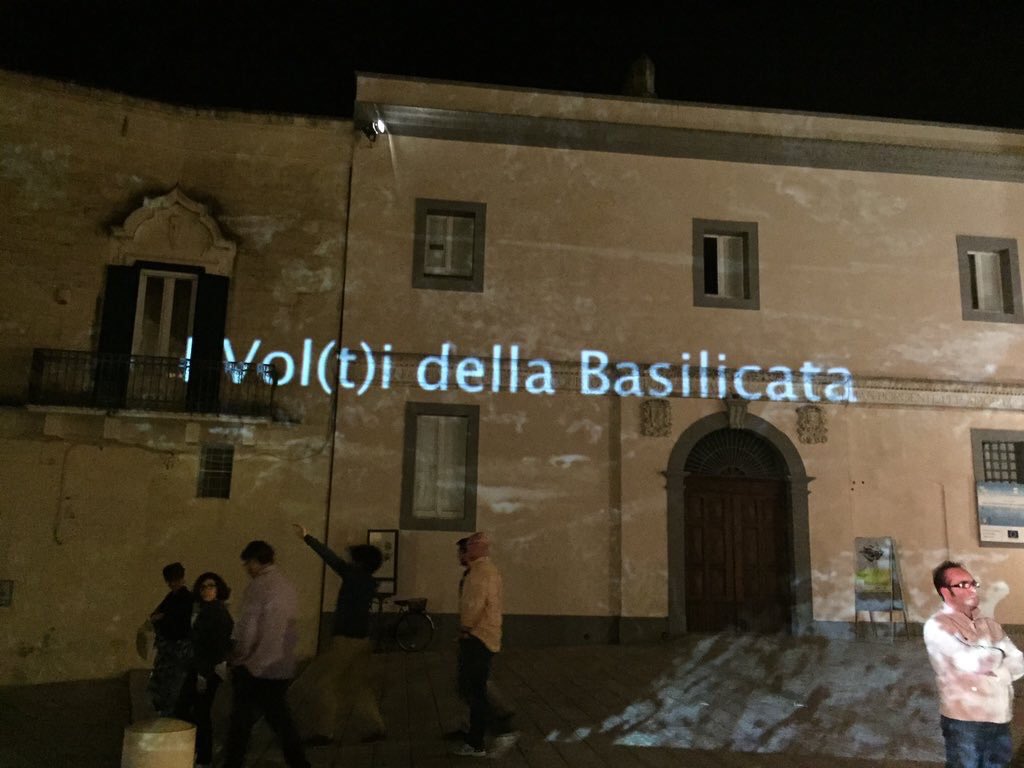 I Vol(t)i della Basilicata